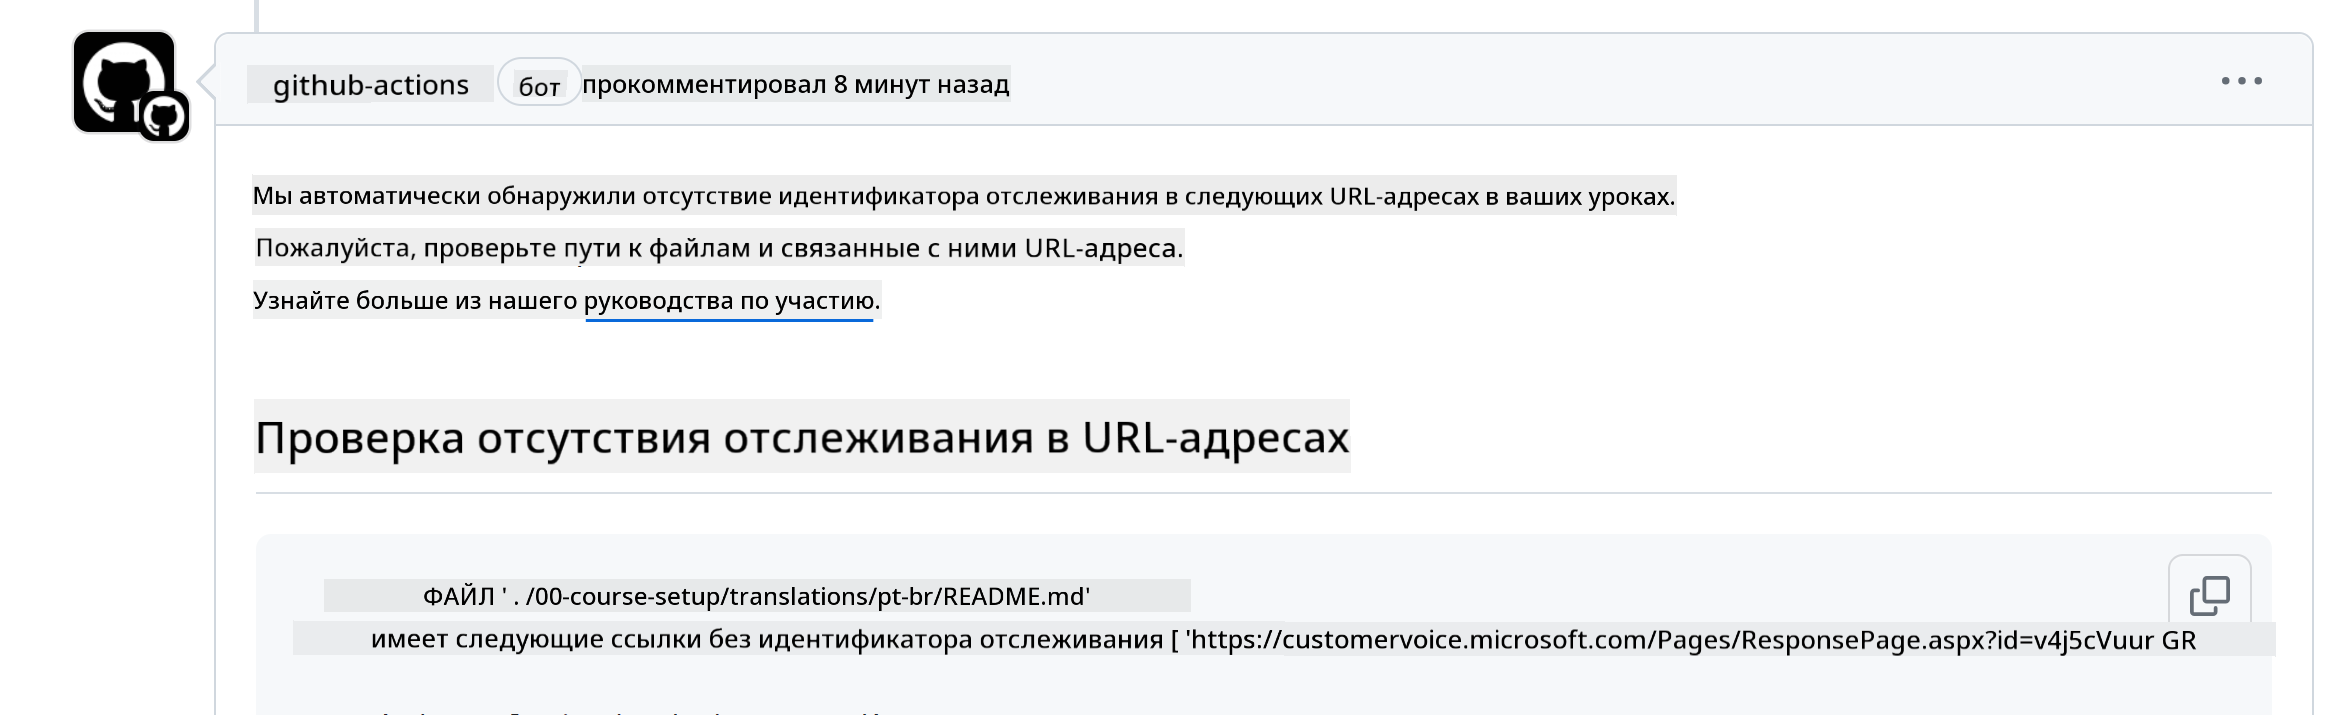 github-actions бот прокомментировал 8 минут назад
Мы автоматически обнаружили отсутствие идентификатора отслеживания в следующих URL-адресах в ваших уроках.
Пожалуйста, проверьте пути к файлам и связанные с ними URL-адреса.
Узнайте больше из нашего руководства по участию.
Проверка отсутствия отслеживания в URL-адресах
ФАЙЛ ' . /00-course-setup/translations/pt-br/README.md'
имеет следующие ссылки без идентификатора отслеживания [ 'https://customervoice.microsoft.com/Pages/ResponsePage.aspx?id=v4j5cVuur GR